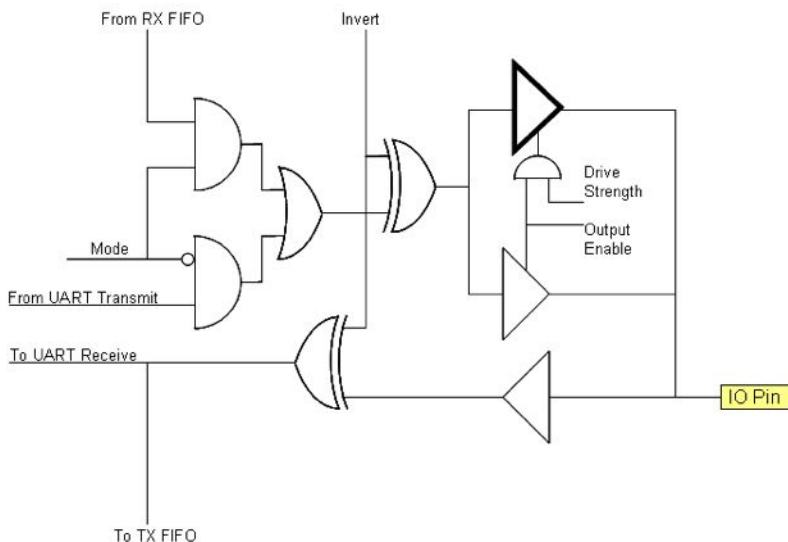 From RX FIFO
Invert
Drive
Strength
Mode
Output
Enable
From UART Transmit
To UART Receive
IO Pin
To TX FIFO